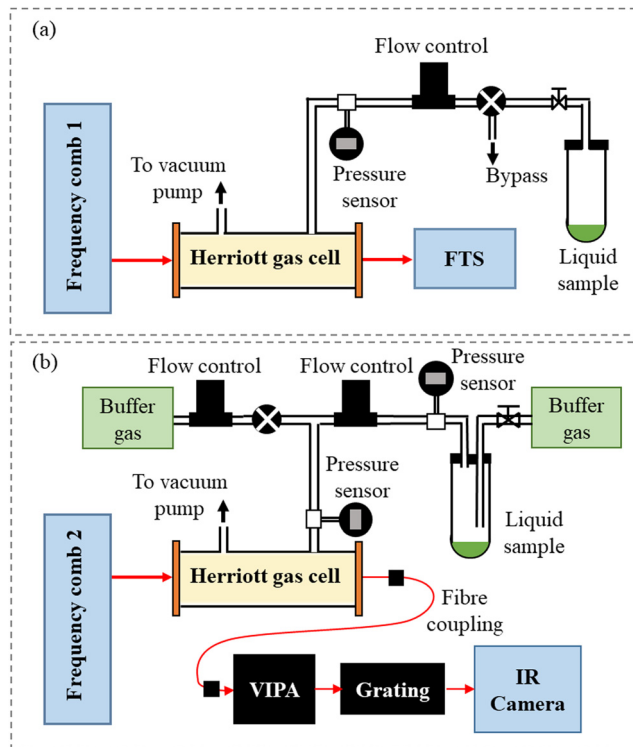 (a)
Flow control
Frequency comb 1
To vacuum
pump
Pressure
sensor
Bypass
Herriott gas cell
FTS
Liquid
sample
(b)
Flow control
Flow control
Pressure
sensor
Buffer
gas
Buffer
gas
To vacuum
pump
Pressure
sensor
Liquid
sample
Frequency comb 2
Herriott gas cell
Fibre
coupling
VIPA
Grating
IR
Camera